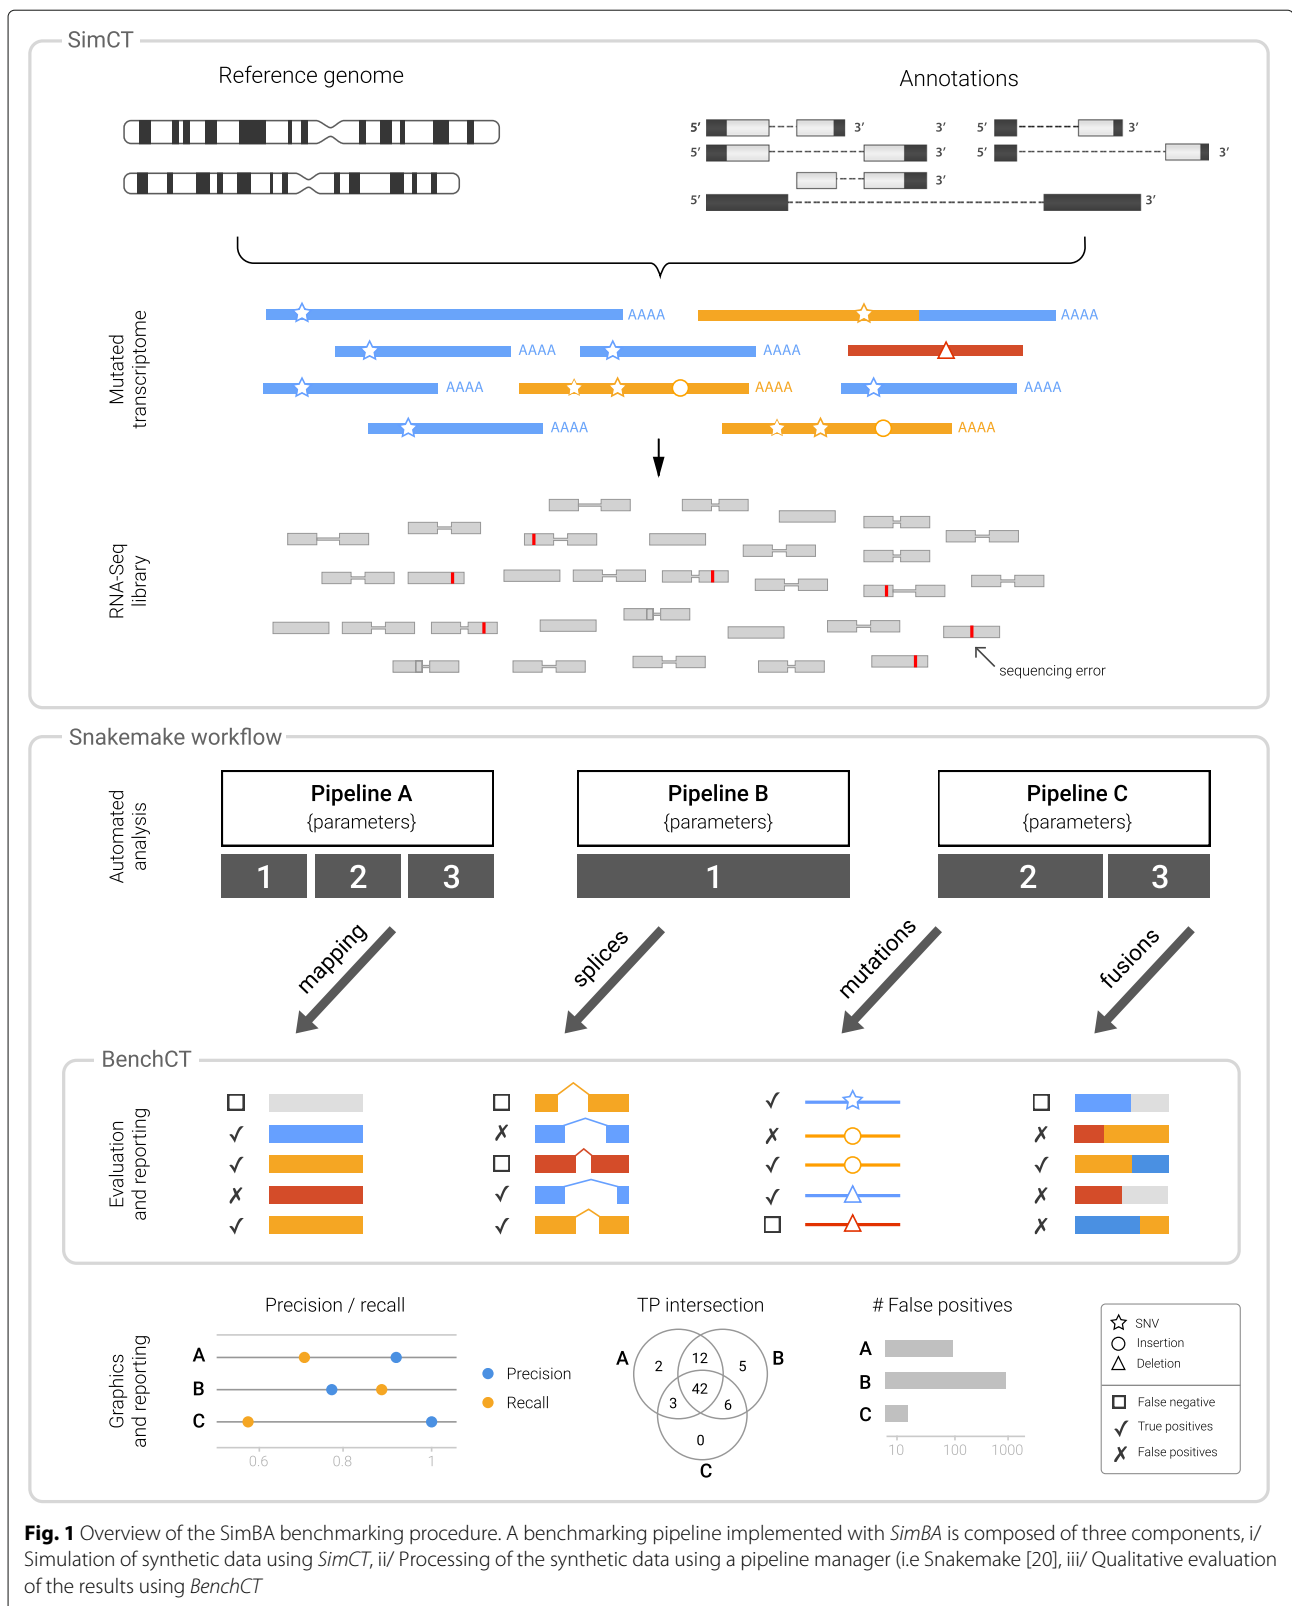 SimCT
Reference genome
Annotations
5′ 3′ 3′ 5′ 3′
5′ 3′ 5′ 3′
3′
5′ 3′
Mutated
transcriptome
AAAA AAAA
AAAA AAAA
AAAA AAAA AAAA
AAAA AAAA
RNA-Seq
library
sequencing error
Snakemake workflow
Automated
analysis
Pipeline A
{parameters}
1 2 3
Pipeline B
{parameters}
1
Pipeline C
{parameters}
2 3
mapping
splices
mutations
fusions
BenchCT
Evaluation
and reporting
Graphics
and reporting
Precision / recall
A
B
C
0.6 0.8 1
Precision
Recall
TP intersection
A B
2 12 5
42
3 6
0
C
# False positives
A
B
C
10 100 1000
SNV
Insertion
Deletion
False negative
True positives
False positives
Fig. 1 Overview of the SimBA benchmarking procedure. A benchmarking pipeline implemented with SimBA is composed of three components, i/
Simulation of synthetic data using SimCT, ii/ Processing of the synthetic data using a pipeline manager (i.e Snakemake [20], iii/ Qualitative evaluation
of the results using BenchCT